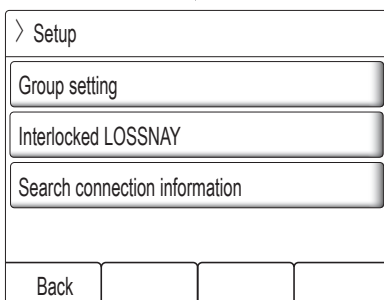 〉 Setup
Group setting
Interlocked LOSSNAY
Search connection information
Back